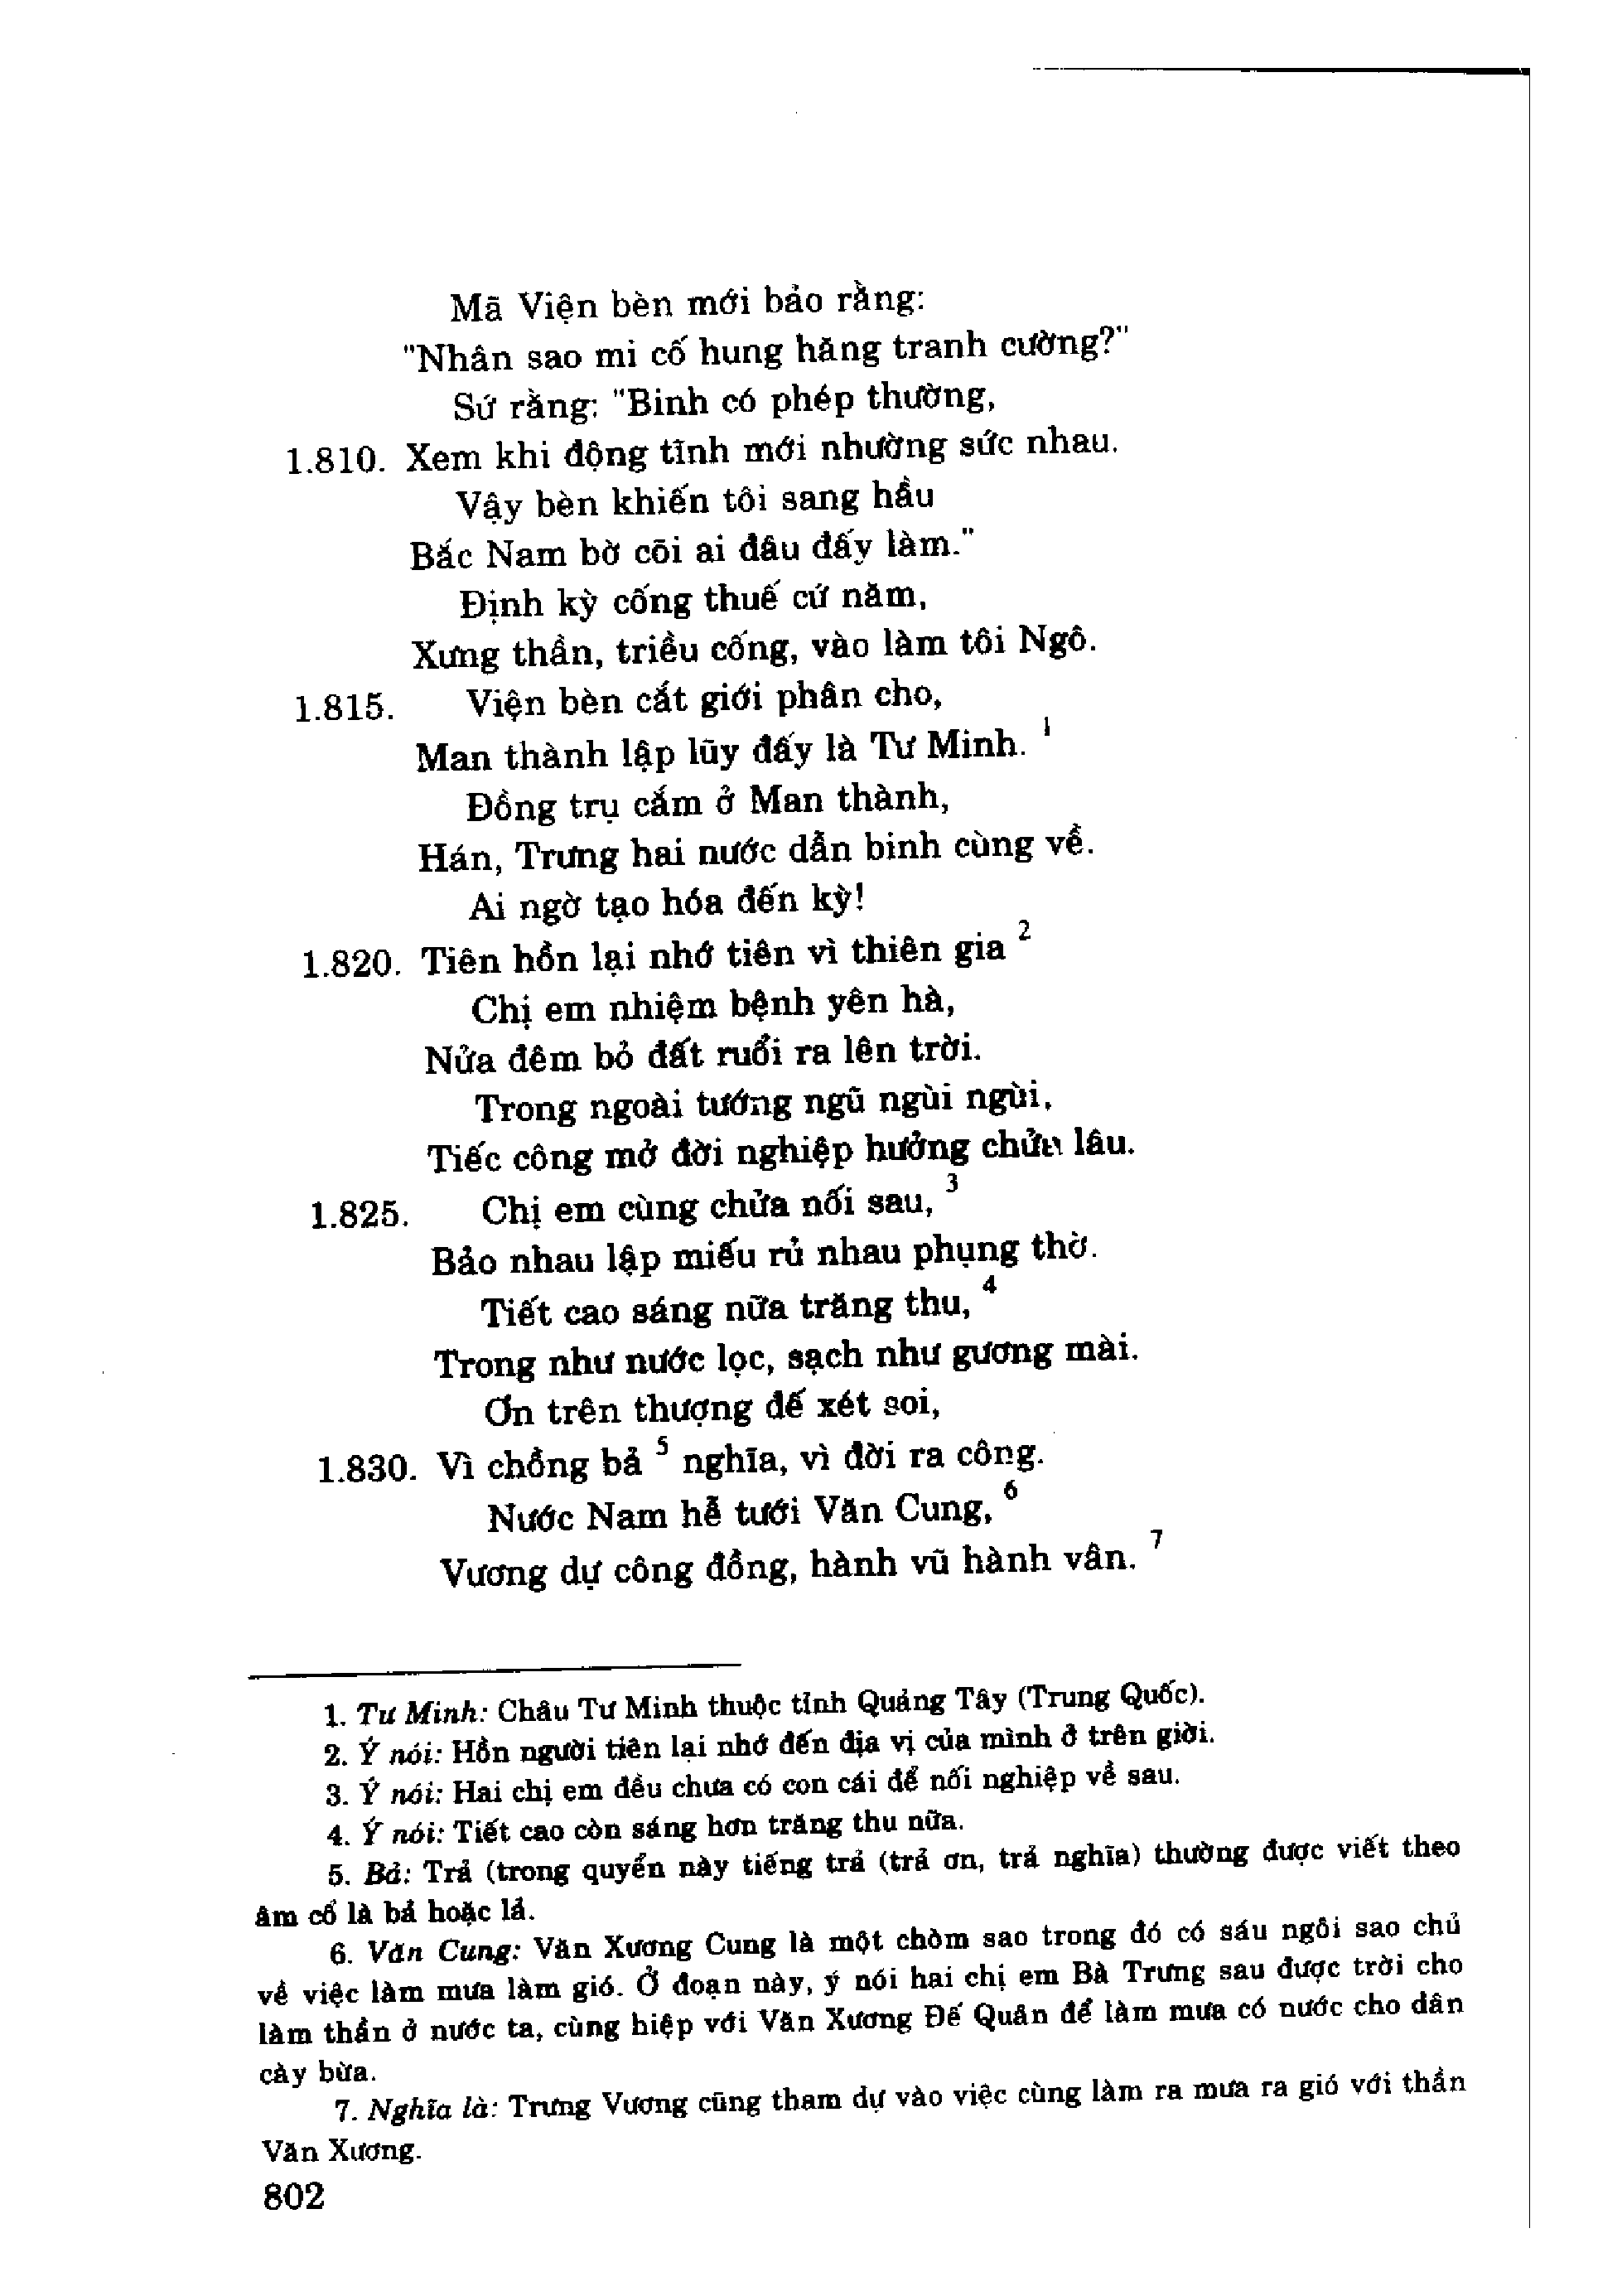 Mã Viện bèn mới bảo rằng:
"Nhân sao mi cố hung hăng tranh cường?"
Sứ rằng: "Binh có phép thường,
1.810. Xem khi động tĩnh mới nhường sức nhau.
Vậy bèn khiến tôi sang hầu
Bắc Nam bờ cõi ai đâu đấy làm."
Định kỳ cống thuế cứ năm,
Xưng thần, triều cống, vào làm tôi Ngô.
1.815. Viện bèn cắt giới phân cho,
Man thành lập lũy đấy là Tư Minh. 1
Đồng trụ cắm ở Man thành,
Hán, Trưng hai nước dẫn binh cùng về.
Ai ngờ tạo hóa đến kỳ!
1.820. Tiên hồn lại nhớ tiên vì thiên gia 2
Chị em nhiệm bệnh yên hà,
Nửa đêm bỏ đất ruổi ra lên trời.
Trong ngoài tướng ngũ ngùi ngùi,
Tiếc công mở đời nghiệp hưởng chửa lâu.
1.825. Chị em cùng chửa nối sau, 3
Bảo nhau lập miếu rủ nhau phụng thờ.
Tiết cao sáng nữa trăng thu, 4
Trong như nước lọc, sạch như gương mài.
Ơn trên thượng đế xét soi,
1.830. Vì chồng bả 5 nghĩa, vì đời ra công.
Nước Nam hễ tưới Văn Cung, 6
Vương dự công đồng, hành vũ hành vân. 7
1. Tư Minh: Châu Tư Minh thuộc tỉnh Quảng Tây (Trung Quốc).
2. Ý nói: Hồn người tiên lại nhớ đến địa vị của mình ở trên giời.
3. Ý nói: Hai chị em đều chưa có con cái để nối nghiệp về sau.
4. Ý nói: Tiết cao còn sáng hơn trăng thu nữa.
5. Bả: Trả (trong quyển này tiếng trả (trả ơn, trả nghĩa) thường được viết theo
âm cổ là bả hoặc lả.
6. Văn Cung: Văn Xương Cung là một chòm sao trong đó có sáu ngôi sao chủ
về việc làm mưa làm gió. Ở đoạn này, ý nói hai chị em Bà Trưng sau được trời cho
làm thần ở nước ta, cùng hiệp với Văn Xương Đế Quân để làm mưa có nước cho dân
cày bừa.
7. Nghĩa là: Trưng Vương cũng tham dự vào việc cùng làm ra mưa ra gió với thần
Văn Xương.
802